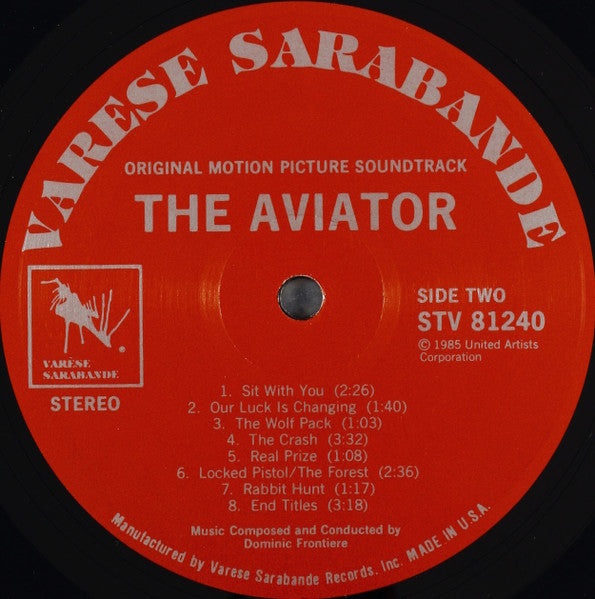 VARESE SARABANDE
ORIGINAL MOTION PICTURE SOUNDTRACK
THE AVIATOR
VARÈSE
SARABANDE
®
STEREO
SIDE TWO
STV 81240
© 1985 United Artists
Corporation
1. Sit With You (2:26)
2. Our Luck Is Changing (1:40)
3. The Wolf Pack (1:03)
4. The Crash (3:32)
5. Real Prize (1:08)
6. Locked Pistol/The Forest (2:36)
7. Rabbit Hunt (1:17)
8. End Titles (3:18)
Music Composed and Conducted by
Dominic Frontiere
Manufactured by Varese Sarabande Records, Inc. MADE IN U.S.A.